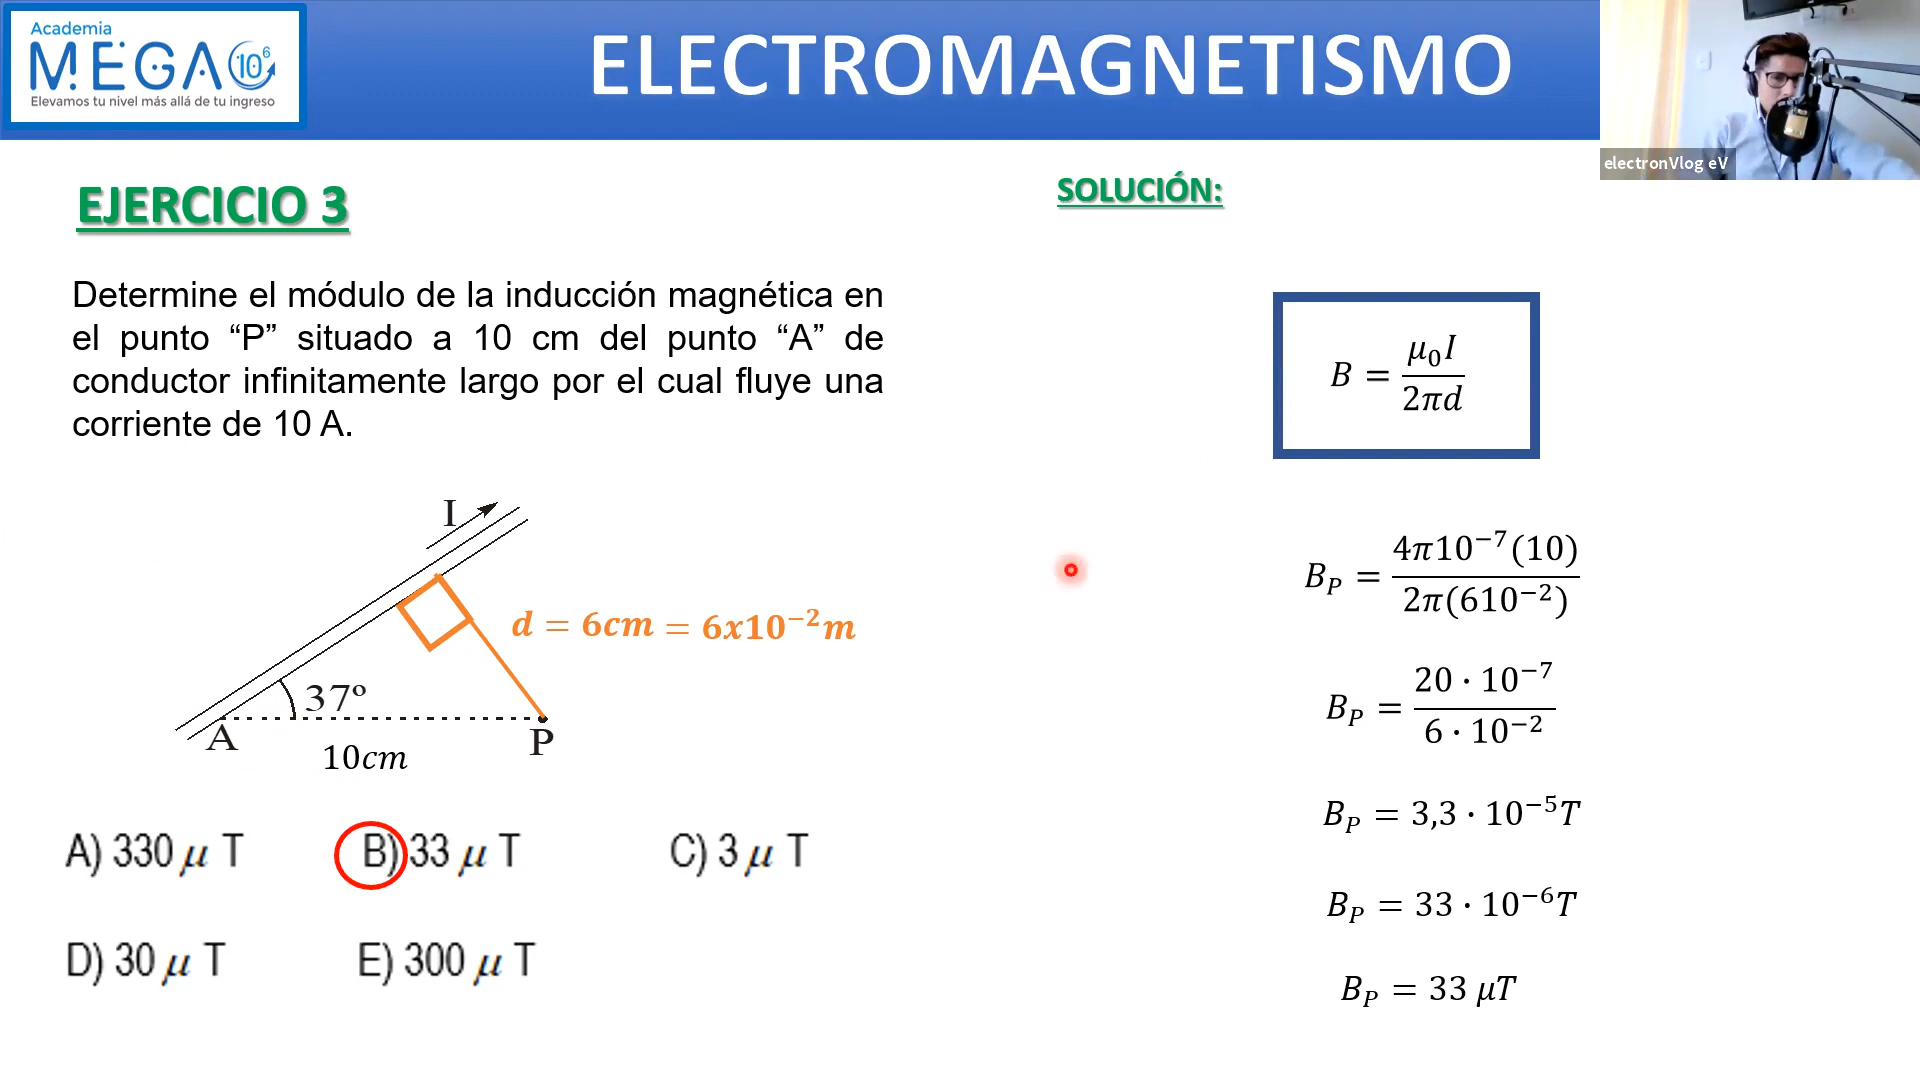 Academia
MEGA 10⁶
Elevamos tu nivel más allá de tu ingreso
ELECTROMAGNETISMO
electronVlog eV
EJERCICIO 3
Determine el módulo de la inducción magnética en
el punto “P” situado a 10 cm del punto “A” de
conductor infinitamente largo por el cual fluye una
corriente de 10 A.
I
d = 6cm = 6x10⁻²m
37º
A
P
10cm
A) 330 μ T
B) 33 μ T
C) 3 μ T
D) 30 μ T
E) 300 μ T
SOLUCIÓN:
B = μ₀I / 2πd
B_P = 4π10⁻⁷(10) / 2π(610⁻²)
B_P = 20 · 10⁻⁷ / 6 · 10⁻²
B_P = 3,3 · 10⁻⁵T
B_P = 33 · 10⁻⁶T
B_P = 33 μT